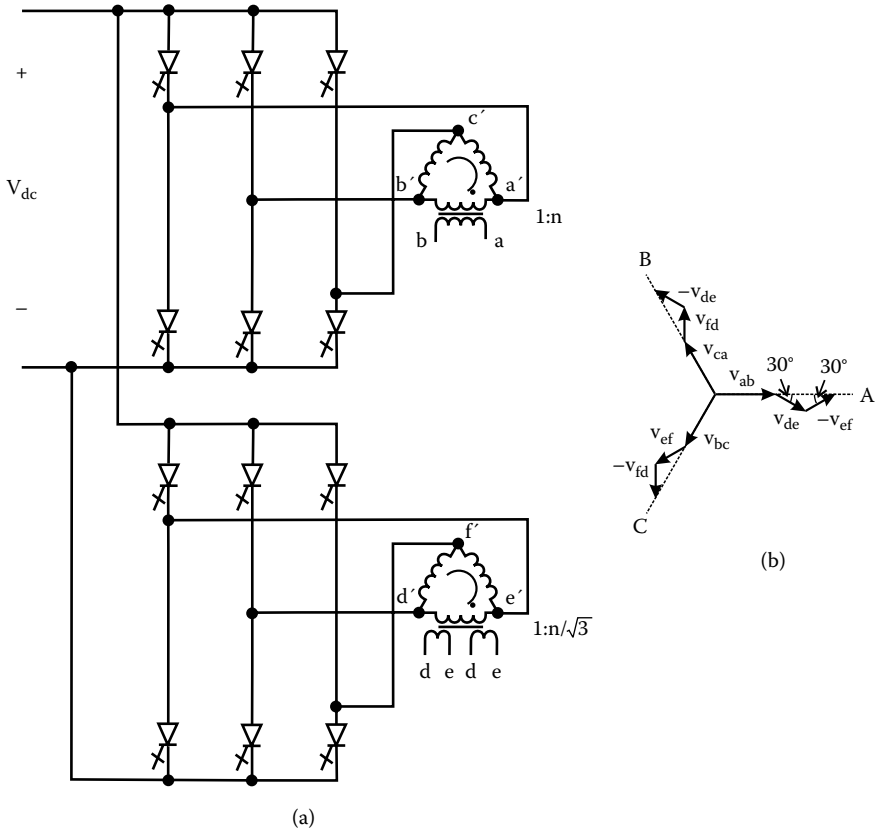 +
V_dc
−
c´
b´
a´
1:n
b a
f´
d´
e´
1:n/√3
d e d e
(a)
B
−v_de
v_fd
v_ca
v_ab
30° 30°
A
v_de
−v_ef
v_ef
v_bc
−v_fd
C
(b)